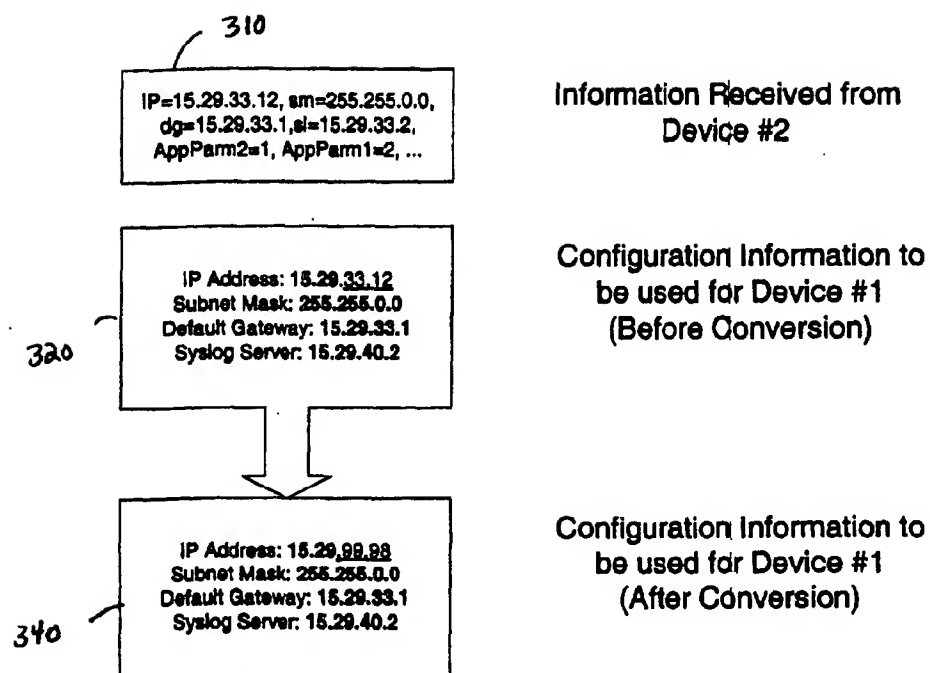 310
IP=15.29.33.12, sm=255.255.0.0,
dg=15.29.33.1,sl=15.29.33.2,
AppParm2=1, AppParm1=2, ...
Information Received from
Device #2
IP Address: 15.29.33.12
Subnet Mask: 255.255.0.0
Default Gateway: 15.29.33.1
Syslog Server: 15.29.40.2
320
Configuration Information to
be used for Device #1
(Before Conversion)
IP Address: 15.29.99.98
Subnet Mask: 255.255.0.0
Default Gateway: 15.29.33.1
Syslog Server: 15.29.40.2
340
Configuration Information to
be used for Device #1
(After Conversion)